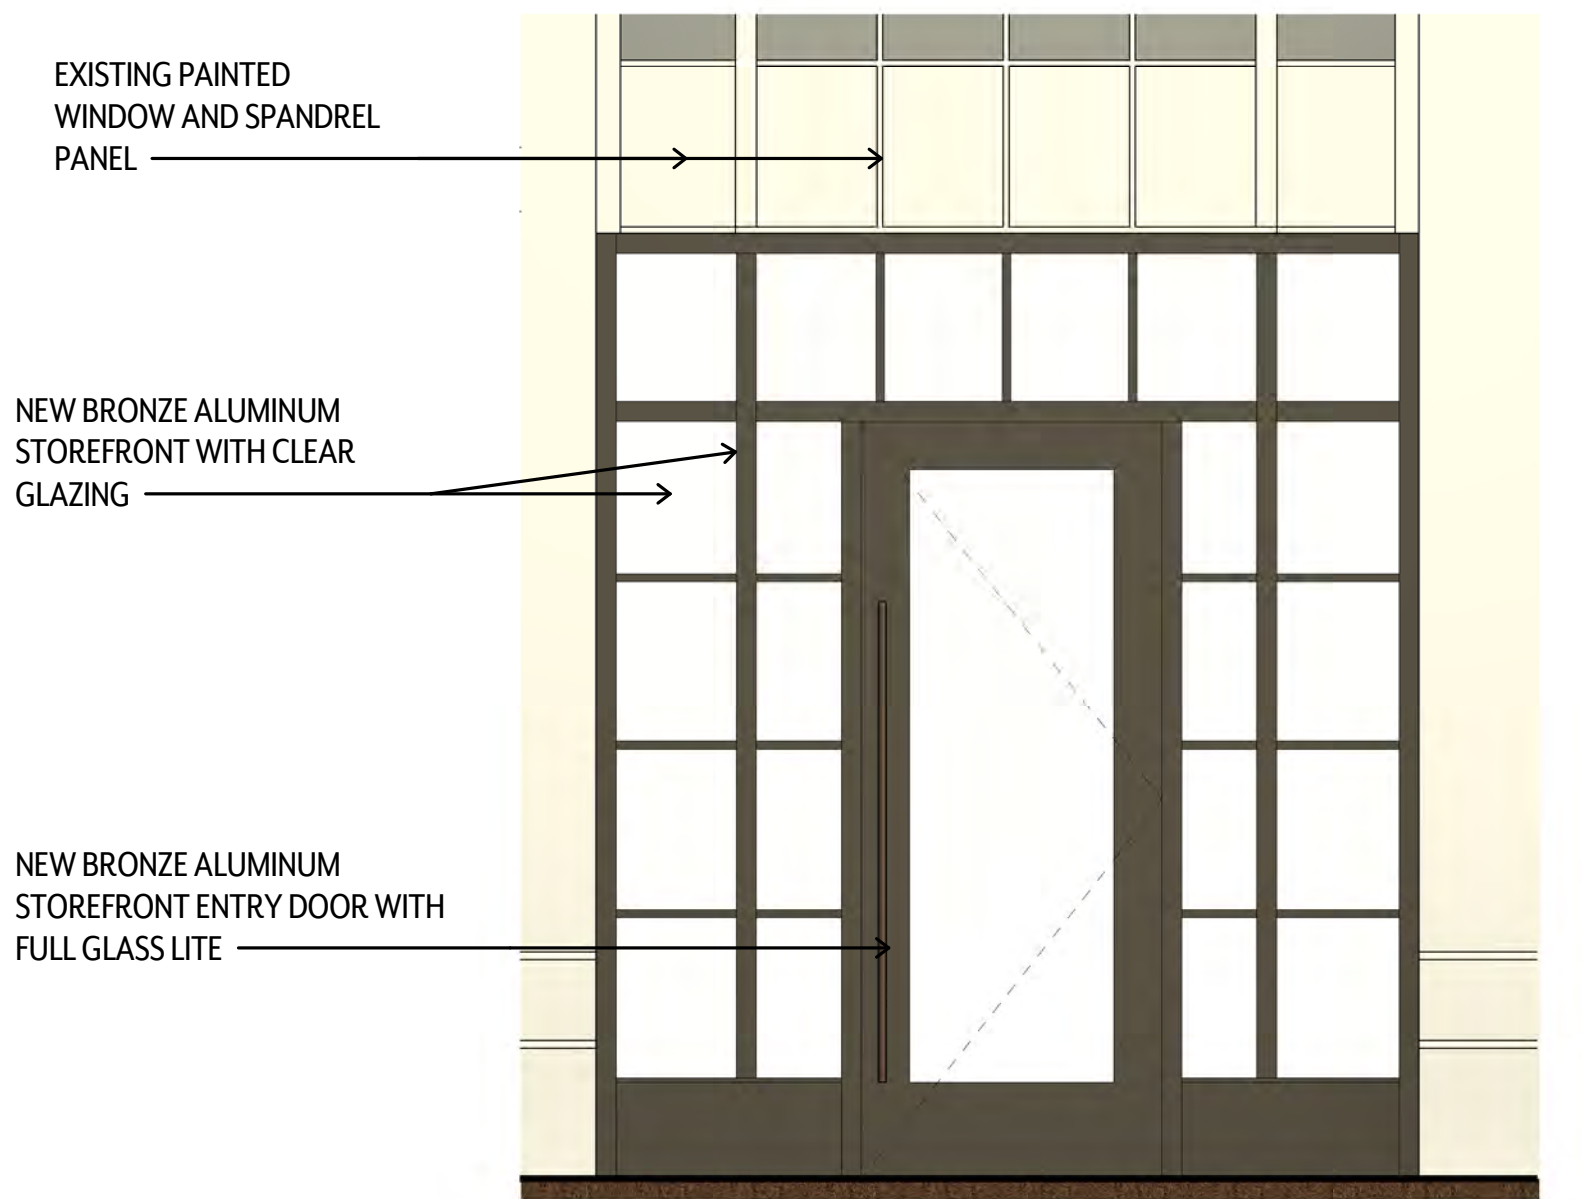 EXISTING PAINTED
WINDOW AND SPANDREL
PANEL
NEW BRONZE ALUMINUM
STOREFRONT WITH CLEAR
GLAZING
NEW BRONZE ALUMINUM
STOREFRONT ENTRY DOOR WITH
FULL GLASS LITE